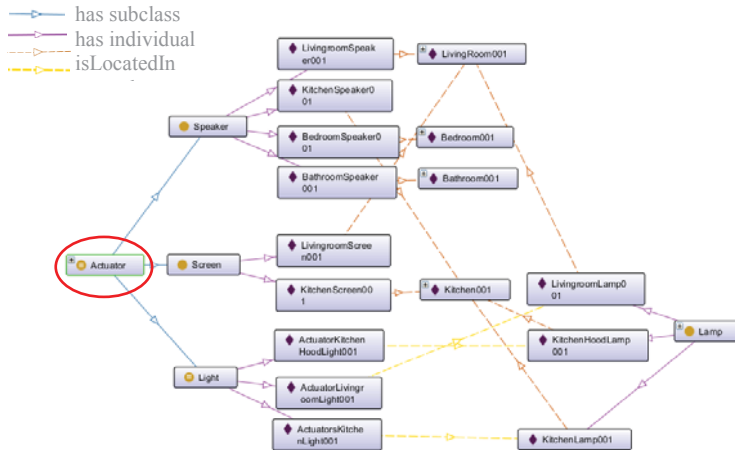 has subclass
has individual
isLocatedIn
LivingroomSpeak
er001
LivingRoom001
KitchenSpeaker0
01
Speaker
BedroomSpeaker0
01
Bedroom001
BathroomSpeaker
001
Bathroom001
Actuator
Screen
LivingroomScree
n001
KitchenScreen00
1
Kitchen001
LivingroomLamp0
01
ActuatorKitchen
HoodLight001
KitchenHoodLamp
001
Lamp
Light
ActuatorLivingr
oomLight001
ActuatorsKitche
nLight001
KitchenLamp001